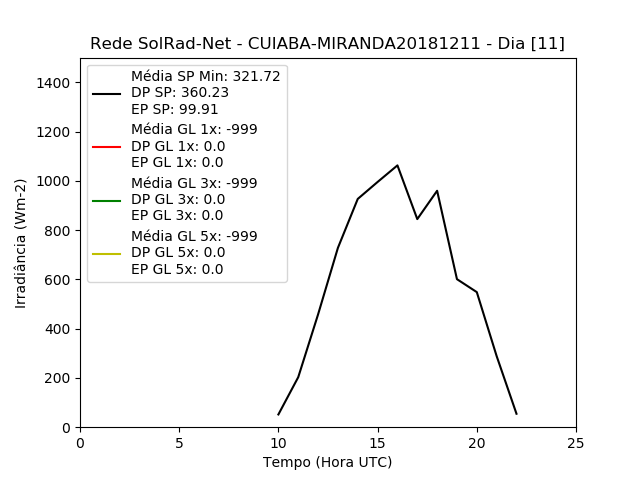 Rede SolRad-Net - CUIABA-MIRANDA20181211 - Dia [11]
Média SP Min: 321.72
DP SP: 360.23
EP SP: 99.91
Média GL 1x: -999
DP GL 1x: 0.0
EP GL 1x: 0.0
Média GL 3x: -999
DP GL 3x: 0.0
EP GL 3x: 0.0
Média GL 5x: -999
DP GL 5x: 0.0
EP GL 5x: 0.0
Irradiância (Wm-2)
1400
1200
1000
800
600
400
200
0
0 5 10 15 20 25
Tempo (Hora UTC)